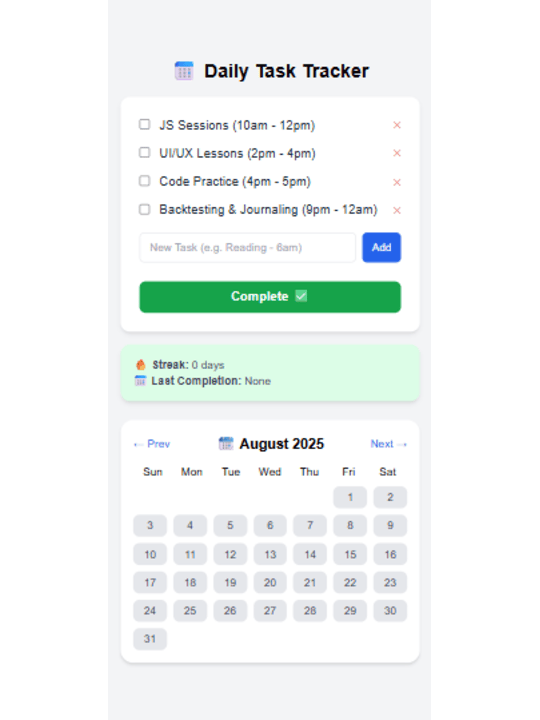 Daily Task Tracker
JS Sessions (10am - 12pm) ×
UI/UX Lessons (2pm - 4pm) ×
Code Practice (4pm - 5pm) ×
Backtesting & Journaling (9pm - 12am) ×
New Task (e.g. Reading - 6am) Add
Complete ✅
🔥 Streak: 0 days
📅 Last Completion: None
← Prev 📅 August 2025 Next →
Sun Mon Tue Wed Thu Fri Sat
1 2
3 4 5 6 7 8 9
10 11 12 13 14 15 16
17 18 19 20 21 22 23
24 25 26 27 28 29 30
31